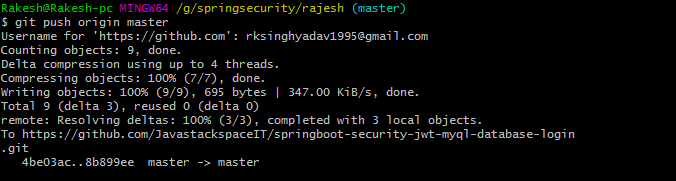 Rakesh@Rakesh-pc MINGW64 /g/springsecurity/rajesh (master)
$ git push origin master
Username for 'https://github.com': rksinghyadav1995@gmail.com
Counting objects: 9, done.
Delta compression using up to 4 threads.
Compressing objects: 100% (7/7), done.
Writing objects: 100% (9/9), 695 bytes | 347.00 KiB/s, done.
Total 9 (delta 3), reused 0 (delta 0)
remote: Resolving deltas: 100% (3/3), completed with 3 local objects.
To https://github.com/JavastackspaceIT/springboot-security-jwt-myql-database-login
.git
   4be03ac..8b899ee  master -> master